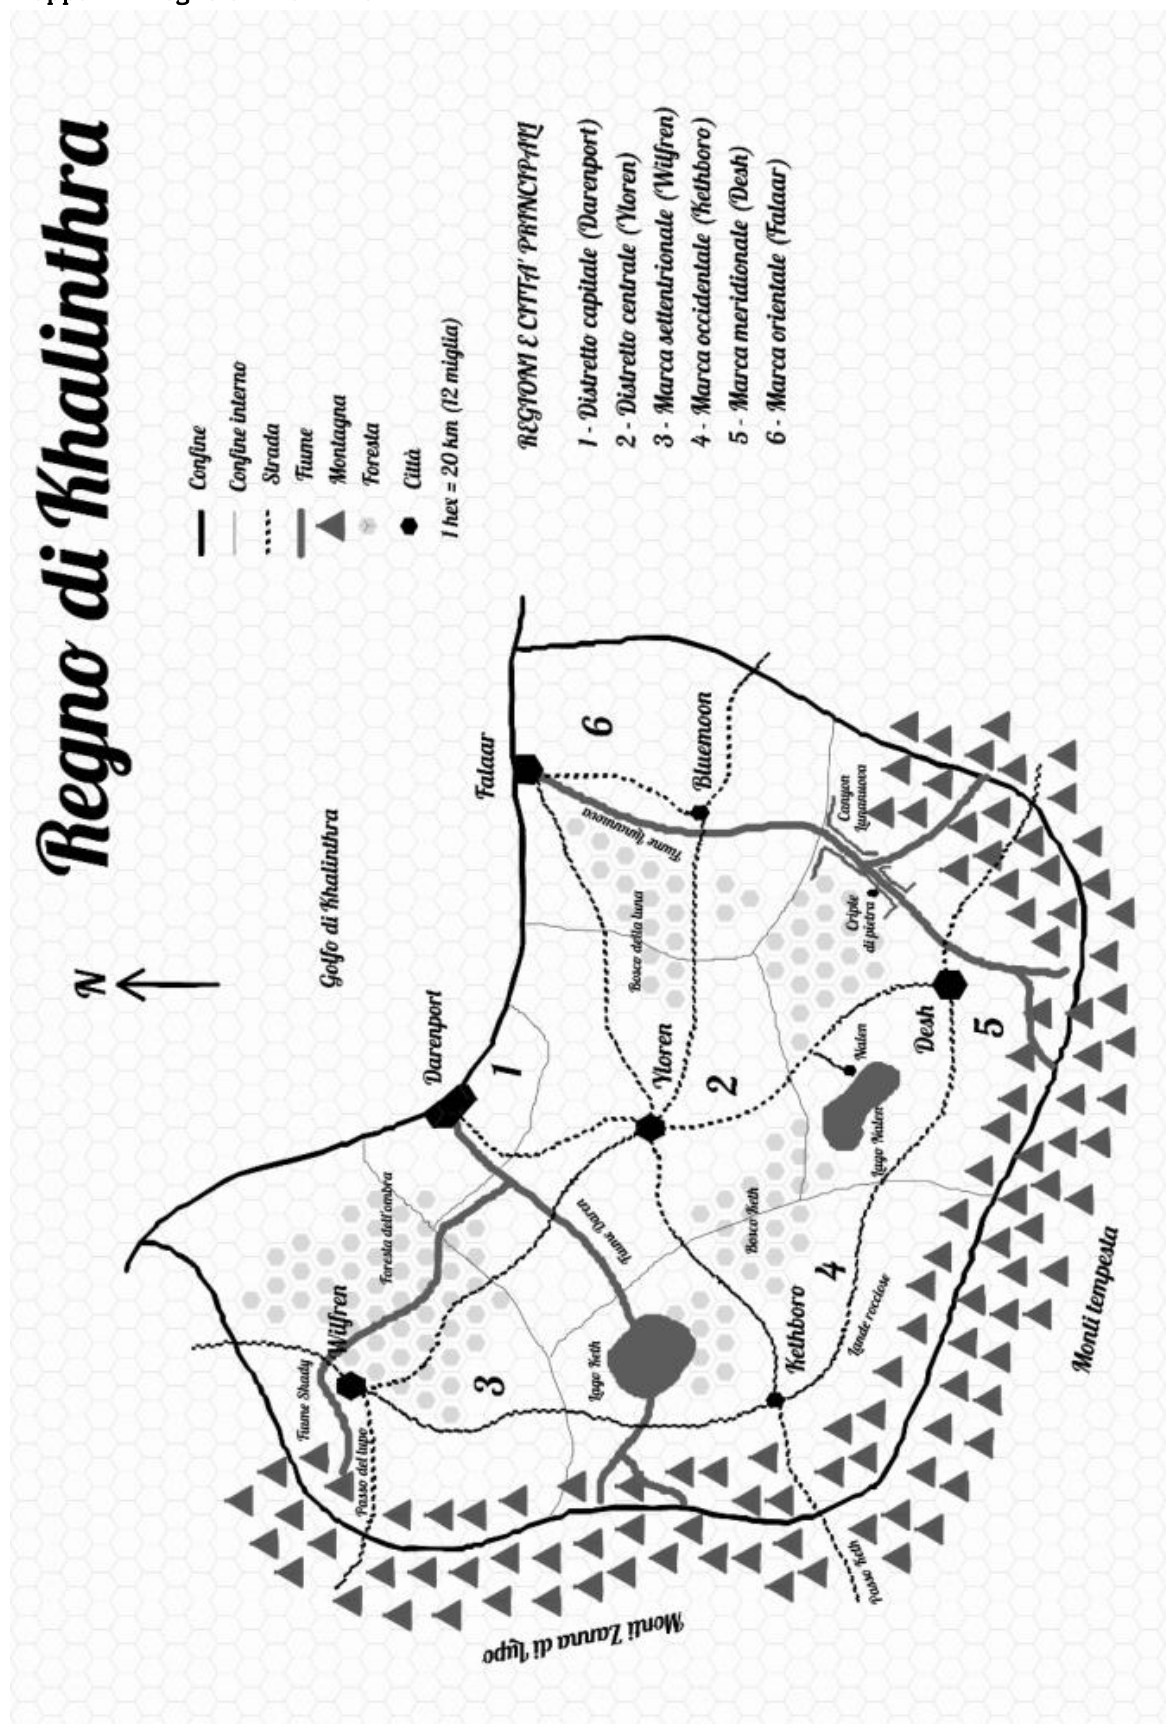 Regno di Khalinthra
N
Confine
Confine interno
Strada
Fiume
Montagna
Foresta
Città
1 hex = 20 km (12 miglia)
REGIONI E CITTA' PRINCIPALI
1 - Distretto capitale (Darenport)
2 - Distretto centrale (Yloren)
3 - Marca settentrionale (Wilfren)
4 - Marca occidentale (Kethboro)
5 - Marca meridionale (Desh)
6 - Marca orientale (Falaar)
Golfo di Khalinthra
Wilfren
Fiume Shady
Passo del lupo
Foresta dell'ombra
Darenport
1
Falaar
6
3
Fiume Daren
Lago Keth
Yloren
Bosco della luna
Fiume Lunanuova
Bluemoon
2
Bosco Keth
Kethboro
4
Lande rocciose
Passo Keth
Lago Nalen
Nalen
Cripte
di pietra
Canyon
Lunanuova
Desh
5
Monti Zanna di Lupo
Monti tempesta